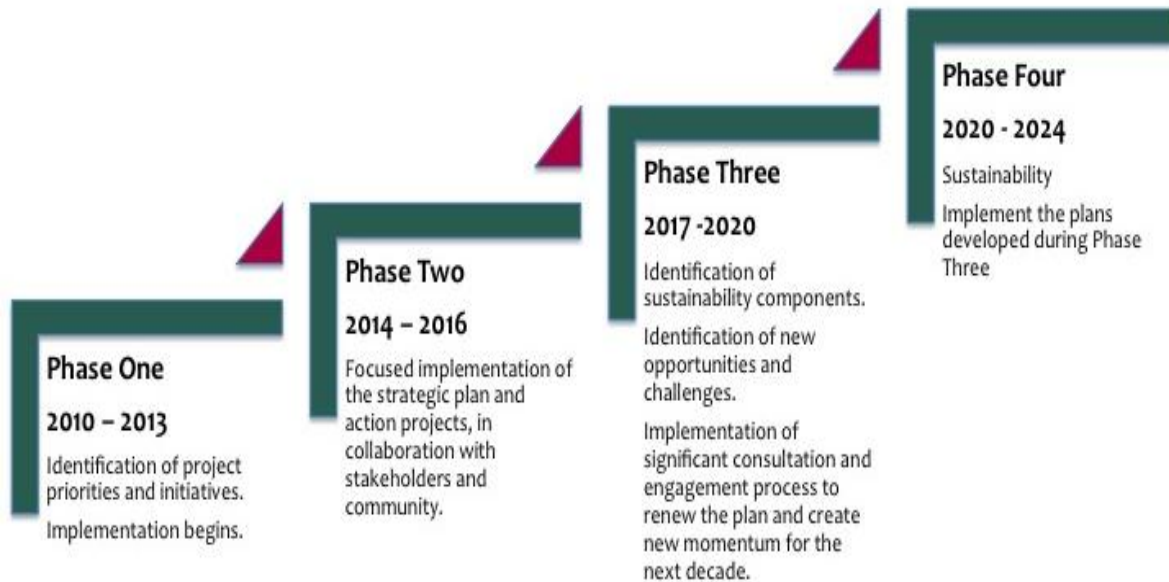 Phase One
2010 – 2013
Identification of project
priorities and initiatives.
Implementation begins.
Phase Two
2014 – 2016
Focused implementation of
the strategic plan and
action projects, in
collaboration with
stakeholders and
community.
Phase Three
2017 -2020
Identification of
sustainability components.
Identification of new
opportunities and
challenges.
Implementation of
significant consultation and
engagement process to
renew the plan and create
new momentum for the
next decade.
Phase Four
2020 - 2024
Sustainability
Implement the plans
developed during Phase
Three